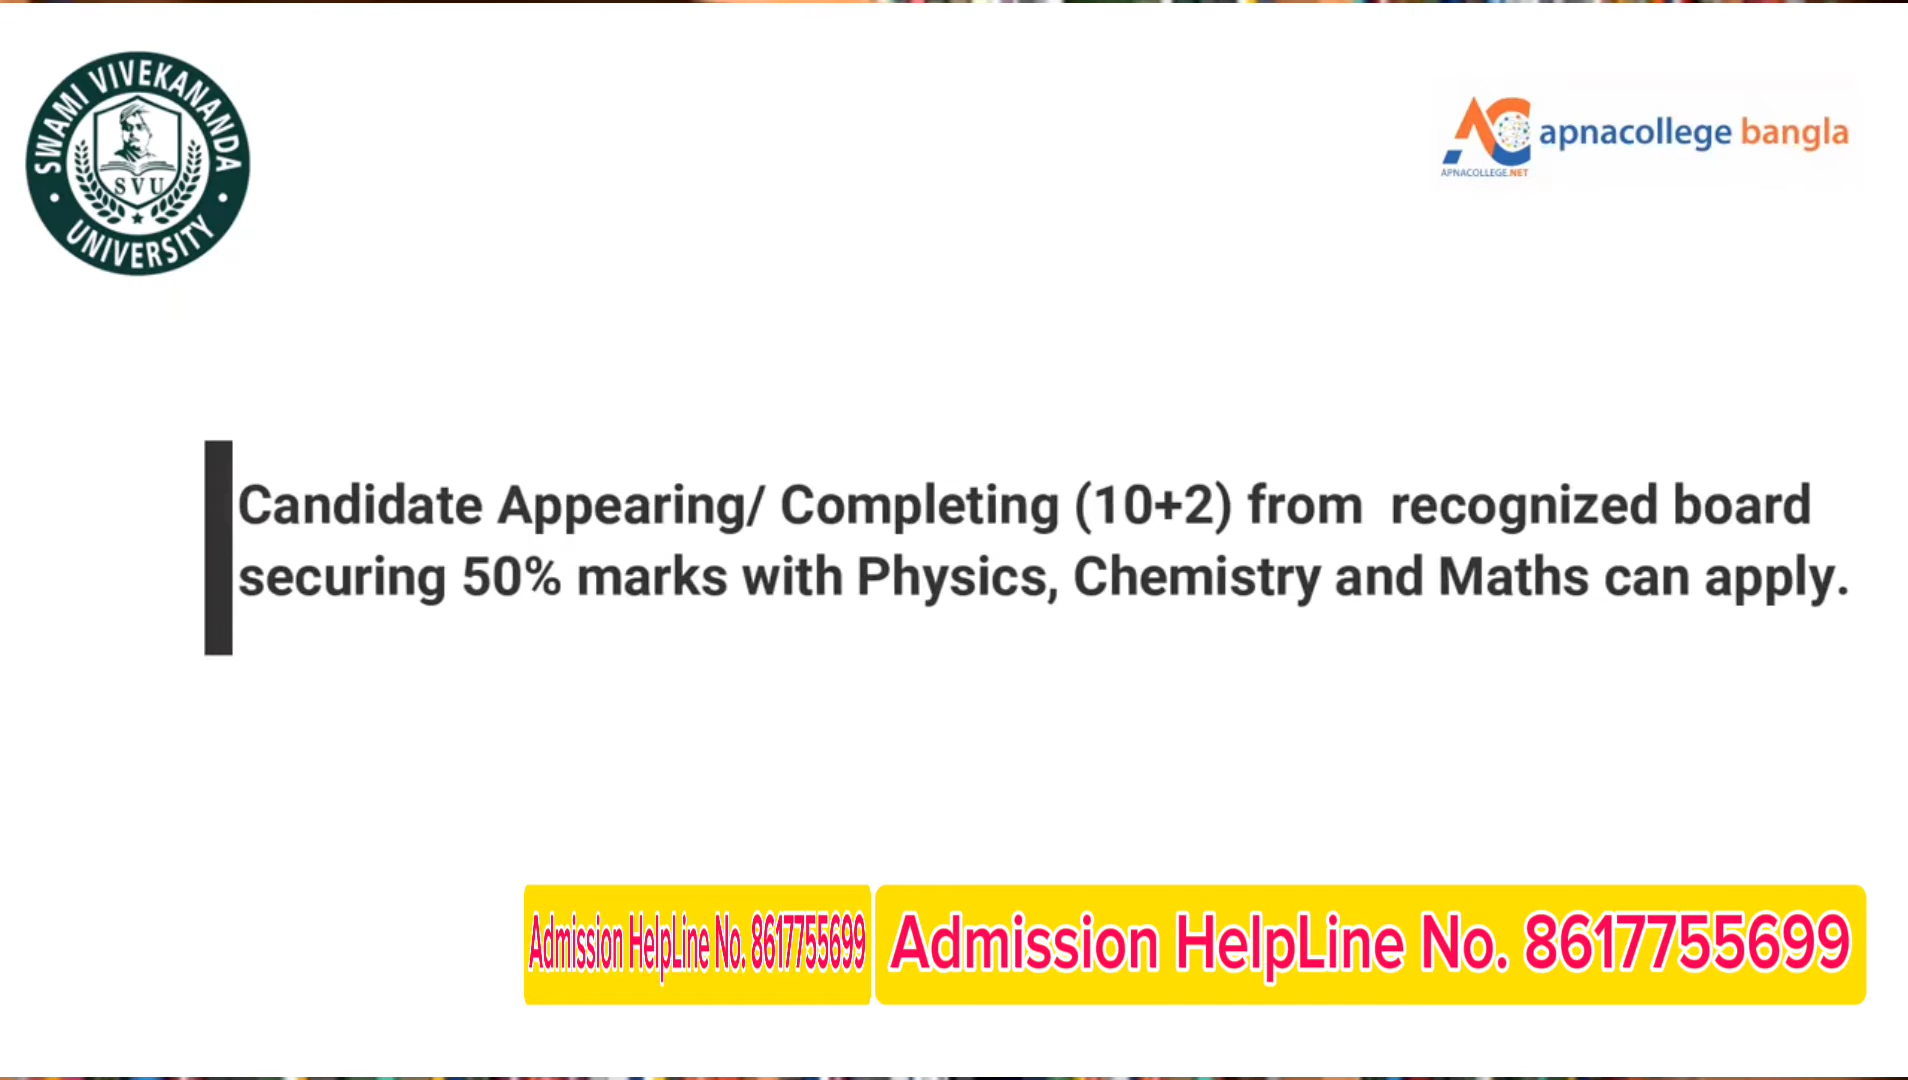 SWAMI VIVEKANANDA
SVU
UNIVERSITY
apnacollege bangla
APNACOLLEGE.NET
Candidate Appearing/ Completing (10+2) from recognized board
securing 50% marks with Physics, Chemistry and Maths can apply.
Admission HelpLine No. 8617755699
Admission HelpLine No. 8617755699